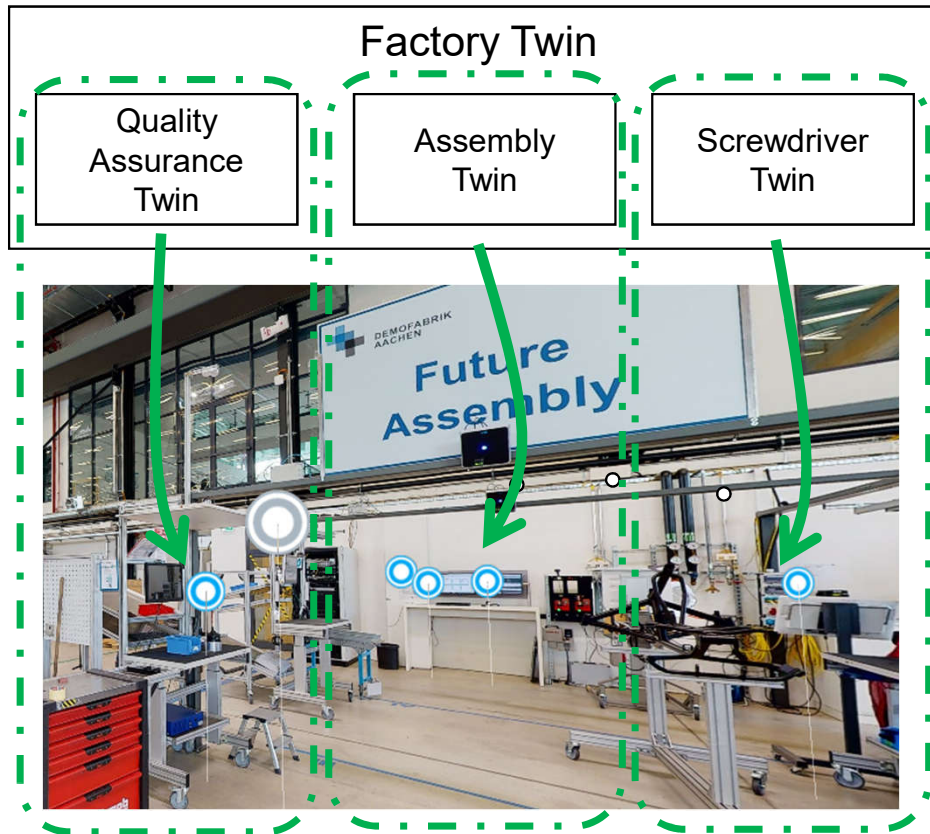 Factory Twin
Quality
Assurance
Twin
Assembly
Twin
Screwdriver
Twin
DEMOFABRIK
AACHEN
Future
Assembly